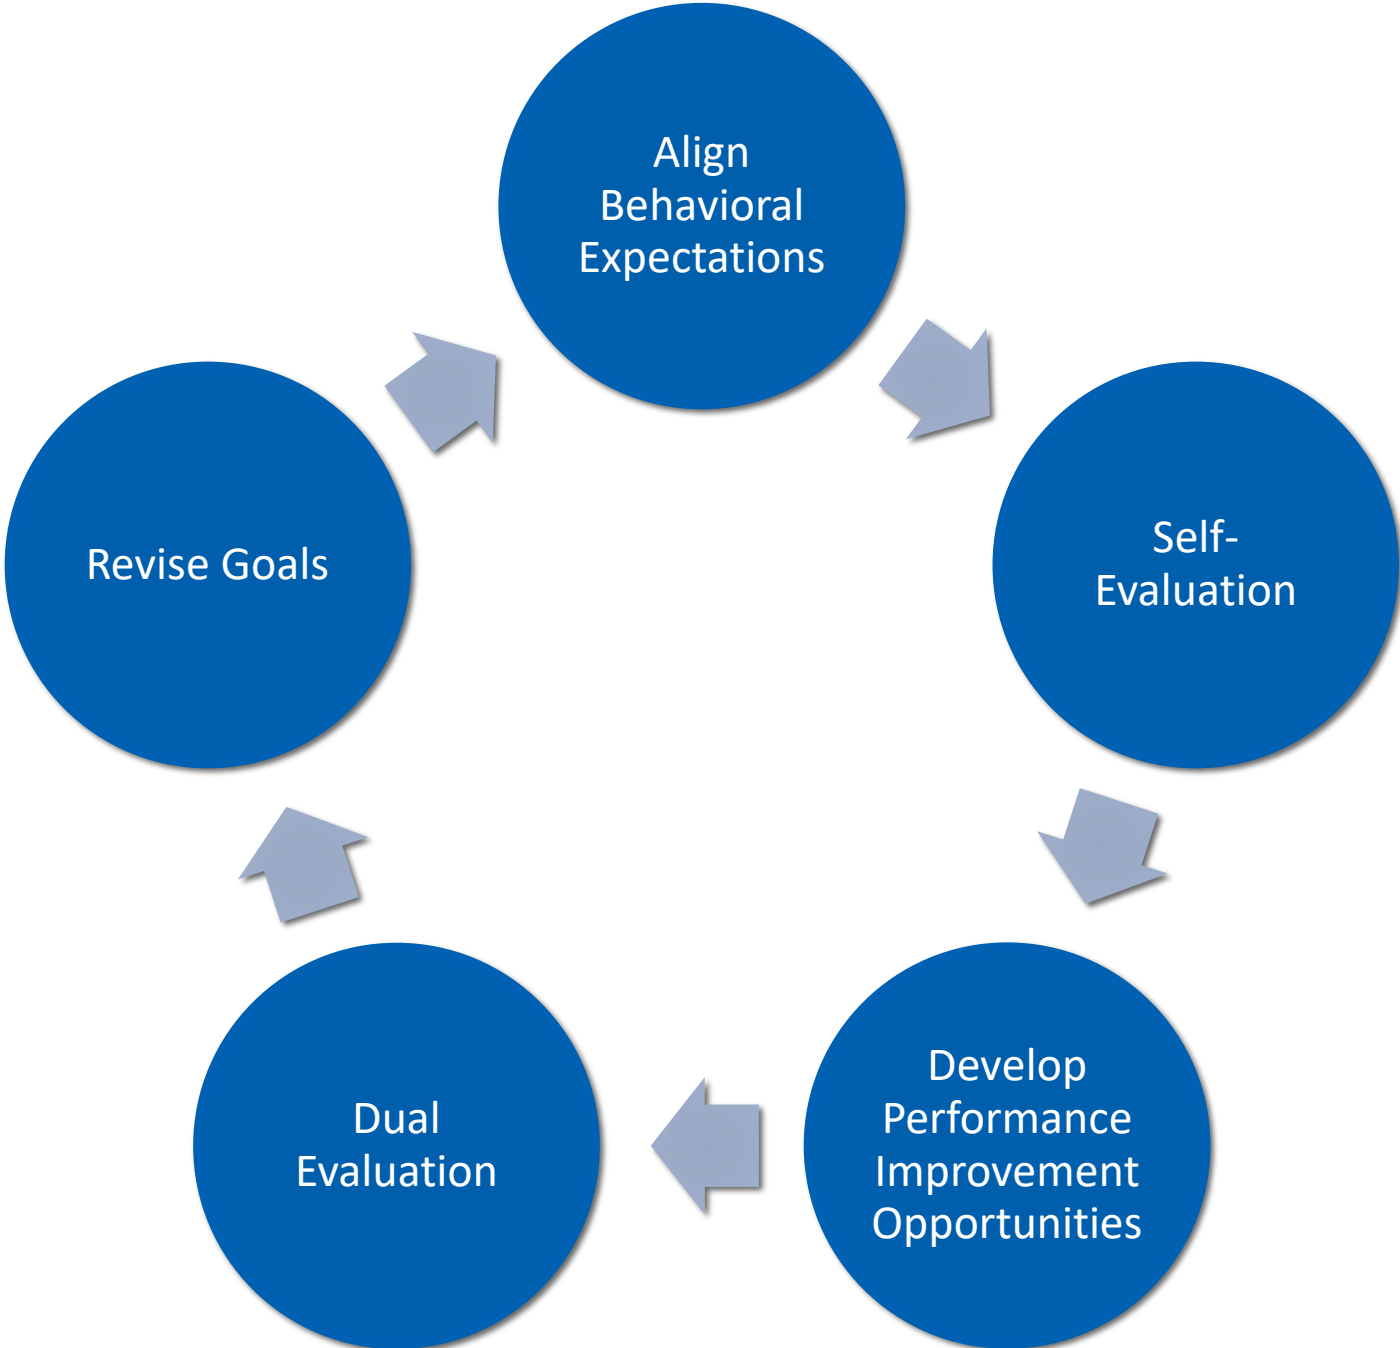 Align
Behavioral
Expectations
Self-
Evaluation
Develop
Performance
Improvement
Opportunities
Dual
Evaluation
Revise Goals